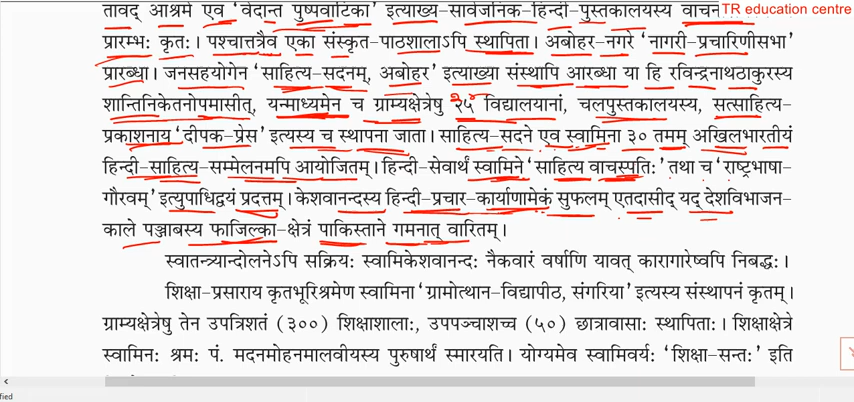 तावद् आश्रमे एव 'वेदान्त पुष्पवाटिका' इत्याख्य-सार्वजनिक-हिन्दी-पुस्तकालयस्य वाचन
TR education centre
प्रारम्भः कृतः। पश्चात्तत्रैव एका संस्कृत-पाठशालाऽपि स्थापिता। अबोहर-नगरे 'नागरी-प्रचारिणीसभा'
प्रारब्धा। जनसहयोगेन 'साहित्य-सदनम्, अबोहर' इत्याख्या संस्थापि आरब्धा या हि रविन्द्रनाथठाकुरस्य
शान्तिनिकेतनोपमासीत्, यन्माध्यमेन च ग्राम्यक्षेत्रेषु २५ विद्यालयानां, चलपुस्तकालयस्य, सत्साहित्य-
प्रकाशनाय 'दीपक-प्रेस' इत्यस्य च स्थापना जाता। साहित्य-सदने एव स्वामिना ३० तमम् अखिलभारतीयं
हिन्दी-साहित्य-सम्मेलनमपि आयोजितम्। हिन्दी-सेवार्थं स्वामिने 'साहित्य वाचस्पतिः' तथा च 'राष्ट्रभाषा-
गौरवम्' इत्युपाधिद्वयं प्रदत्तम्। केशवानन्दस्य हिन्दी-प्रचार-कार्याणामेकं सुफलम् एतदासीद् यद् देशविभाजन-
काले पञ्जाबस्य फाजिल्का-क्षेत्रं पाकिस्ताने गमनात् वारितम्।
स्वातन्त्र्यान्दोलनेऽपि सक्रियः स्वामिकेशवानन्दः नैकवारं वर्षाणि यावत् कारागारेष्वपि निबद्धः।
शिक्षा-प्रसाराय कृतभूरिश्रमेण स्वामिना 'ग्रामोत्थान-विद्यापीठ, संगरिया' इत्यस्य संस्थापनं कृतम्।
ग्राम्यक्षेत्रेषु तेन उपत्रिशतं (३००) शिक्षाशालाः, उपपञ्चाशच्च (५०) छात्रावासाः स्थापिताः। शिक्षाक्षेत्रे
स्वामिनः श्रमः पं. मदनमोहनमालवीयस्य पुरुषार्थं स्मारयति। योग्यमेव स्वामिवर्यः 'शिक्षा-सन्तः' इति
fied